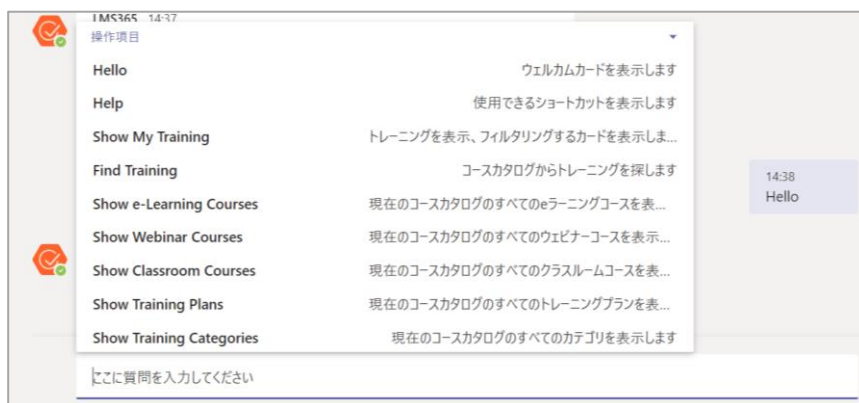 LMS365 14:37
操作項目
Hello ウェルカムカードを表示します
Help 使用できるショートカットを表示します
Show My Training トレーニングを表示、フィルタリングするカードを表示しま...
Find Training コースカタログからトレーニングを探します
Show e-Learning Courses 現在のコースカタログのすべてのeラーニングコースを表...
Show Webinar Courses 現在のコースカタログのすべてのウェビナーコースを表示...
Show Classroom Courses 現在のコースカタログのすべてのクラスルームコースを表...
Show Training Plans 現在のコースカタログのすべてのトレーニングプランを表...
Show Training Categories 現在のコースカタログのすべてのカテゴリを表示します
14:38
Hello
ここに質問を入力してください